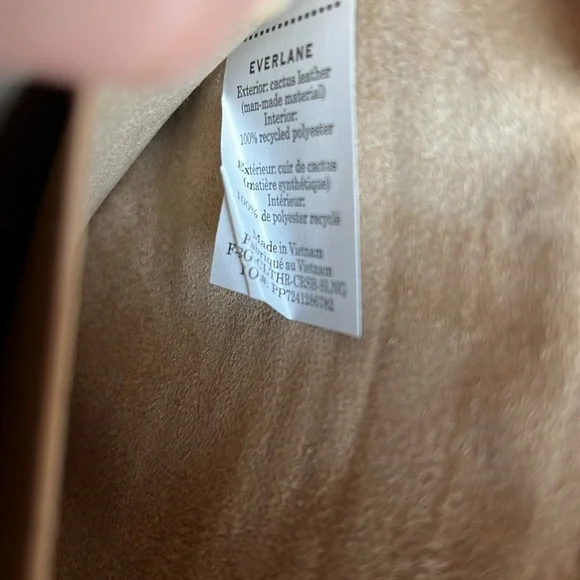 EVERLANE
Exterior: cactus leather
(man-made material)
Interior:
100% recycled polyester
Extérieur: cuir de cactus
(matière synthétique)
Intérieur:
100% de polyester recyclé
Made in Vietnam
Fabriqué au Vietnam